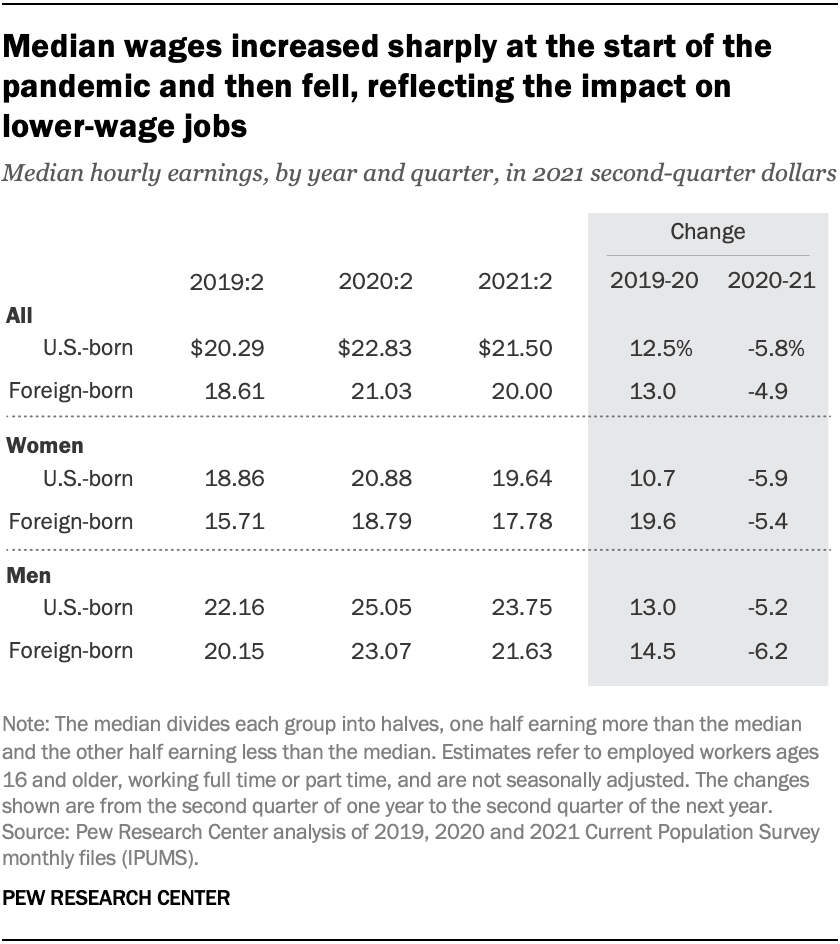 Median wages increased sharply at the start of the
pandemic and then fell, reflecting the impact on
lower-wage jobs
Median hourly earnings, by year and quarter, in 2021 second-quarter dollars
Change
2019:2 2020:2 2021:2 2019-20 2020-21
All
U.S.-born $20.29 $22.83 $21.50 12.5% -5.8%
Foreign-born 18.61 21.03 20.00 13.0 -4.9
Women
U.S.-born 18.86 20.88 19.64 10.7 -5.9
Foreign-born 15.71 18.79 17.78 19.6 -5.4
Men
U.S.-born 22.16 25.05 23.75 13.0 -5.2
Foreign-born 20.15 23.07 21.63 14.5 -6.2
Note: The median divides each group into halves, one half earning more than the median
and the other half earning less than the median. Estimates refer to employed workers ages
16 and older, working full time or part time, and are not seasonally adjusted. The changes
shown are from the second quarter of one year to the second quarter of the next year.
Source: Pew Research Center analysis of 2019, 2020 and 2021 Current Population Survey
monthly files (IPUMS).
PEW RESEARCH CENTER